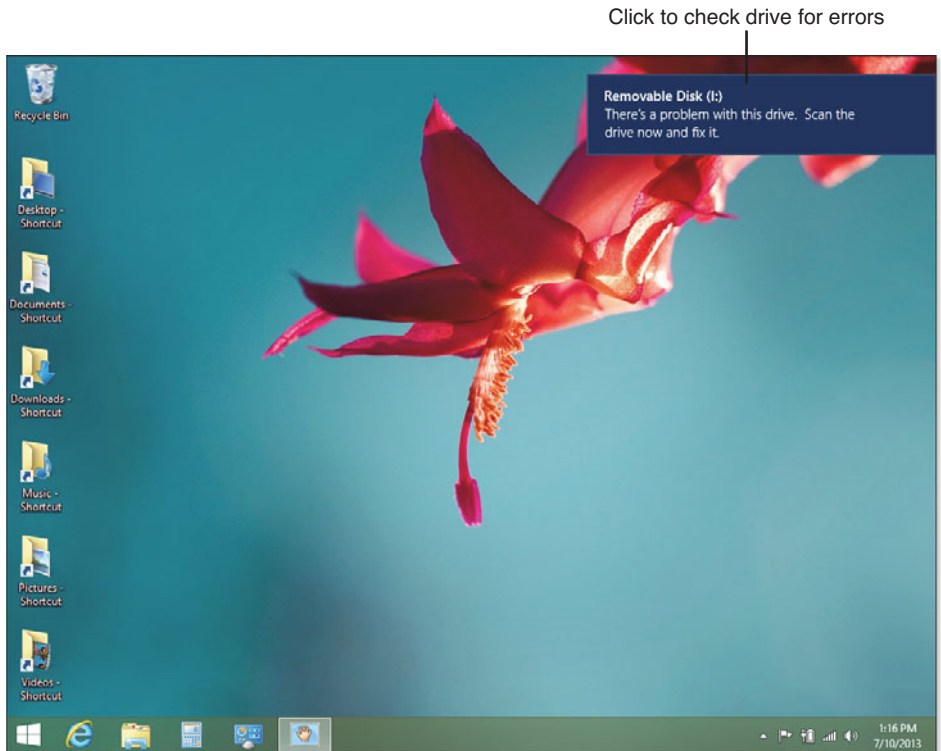 Click to check drive for errors
Removable Disk (I:)
There's a problem with this drive. Scan the
drive now and fix it.
Recycle Bin
Desktop -
Shortcut
Documents -
Shortcut
Downloads -
Shortcut
Music -
Shortcut
Pictures -
Shortcut
Videos -
Shortcut
1:16 PM
7/10/2013